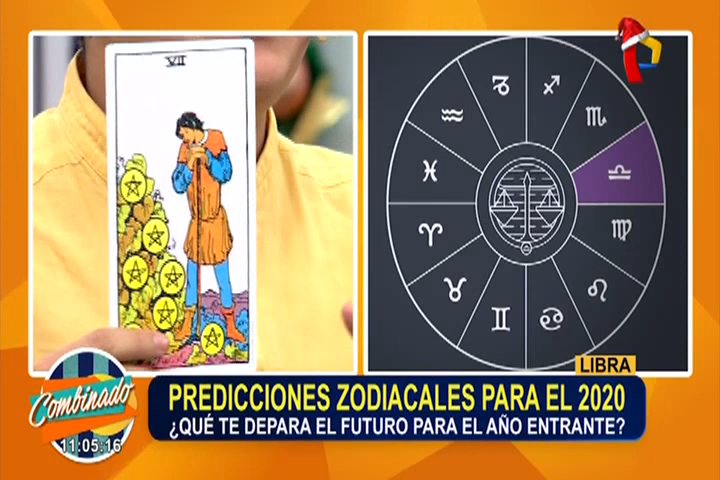 VII
LIBRA
PREDICCIONES ZODIACALES PARA EL 2020
¿QUÉ TE DEPARA EL FUTURO PARA EL AÑO ENTRANTE?
Combinado
11:05:16